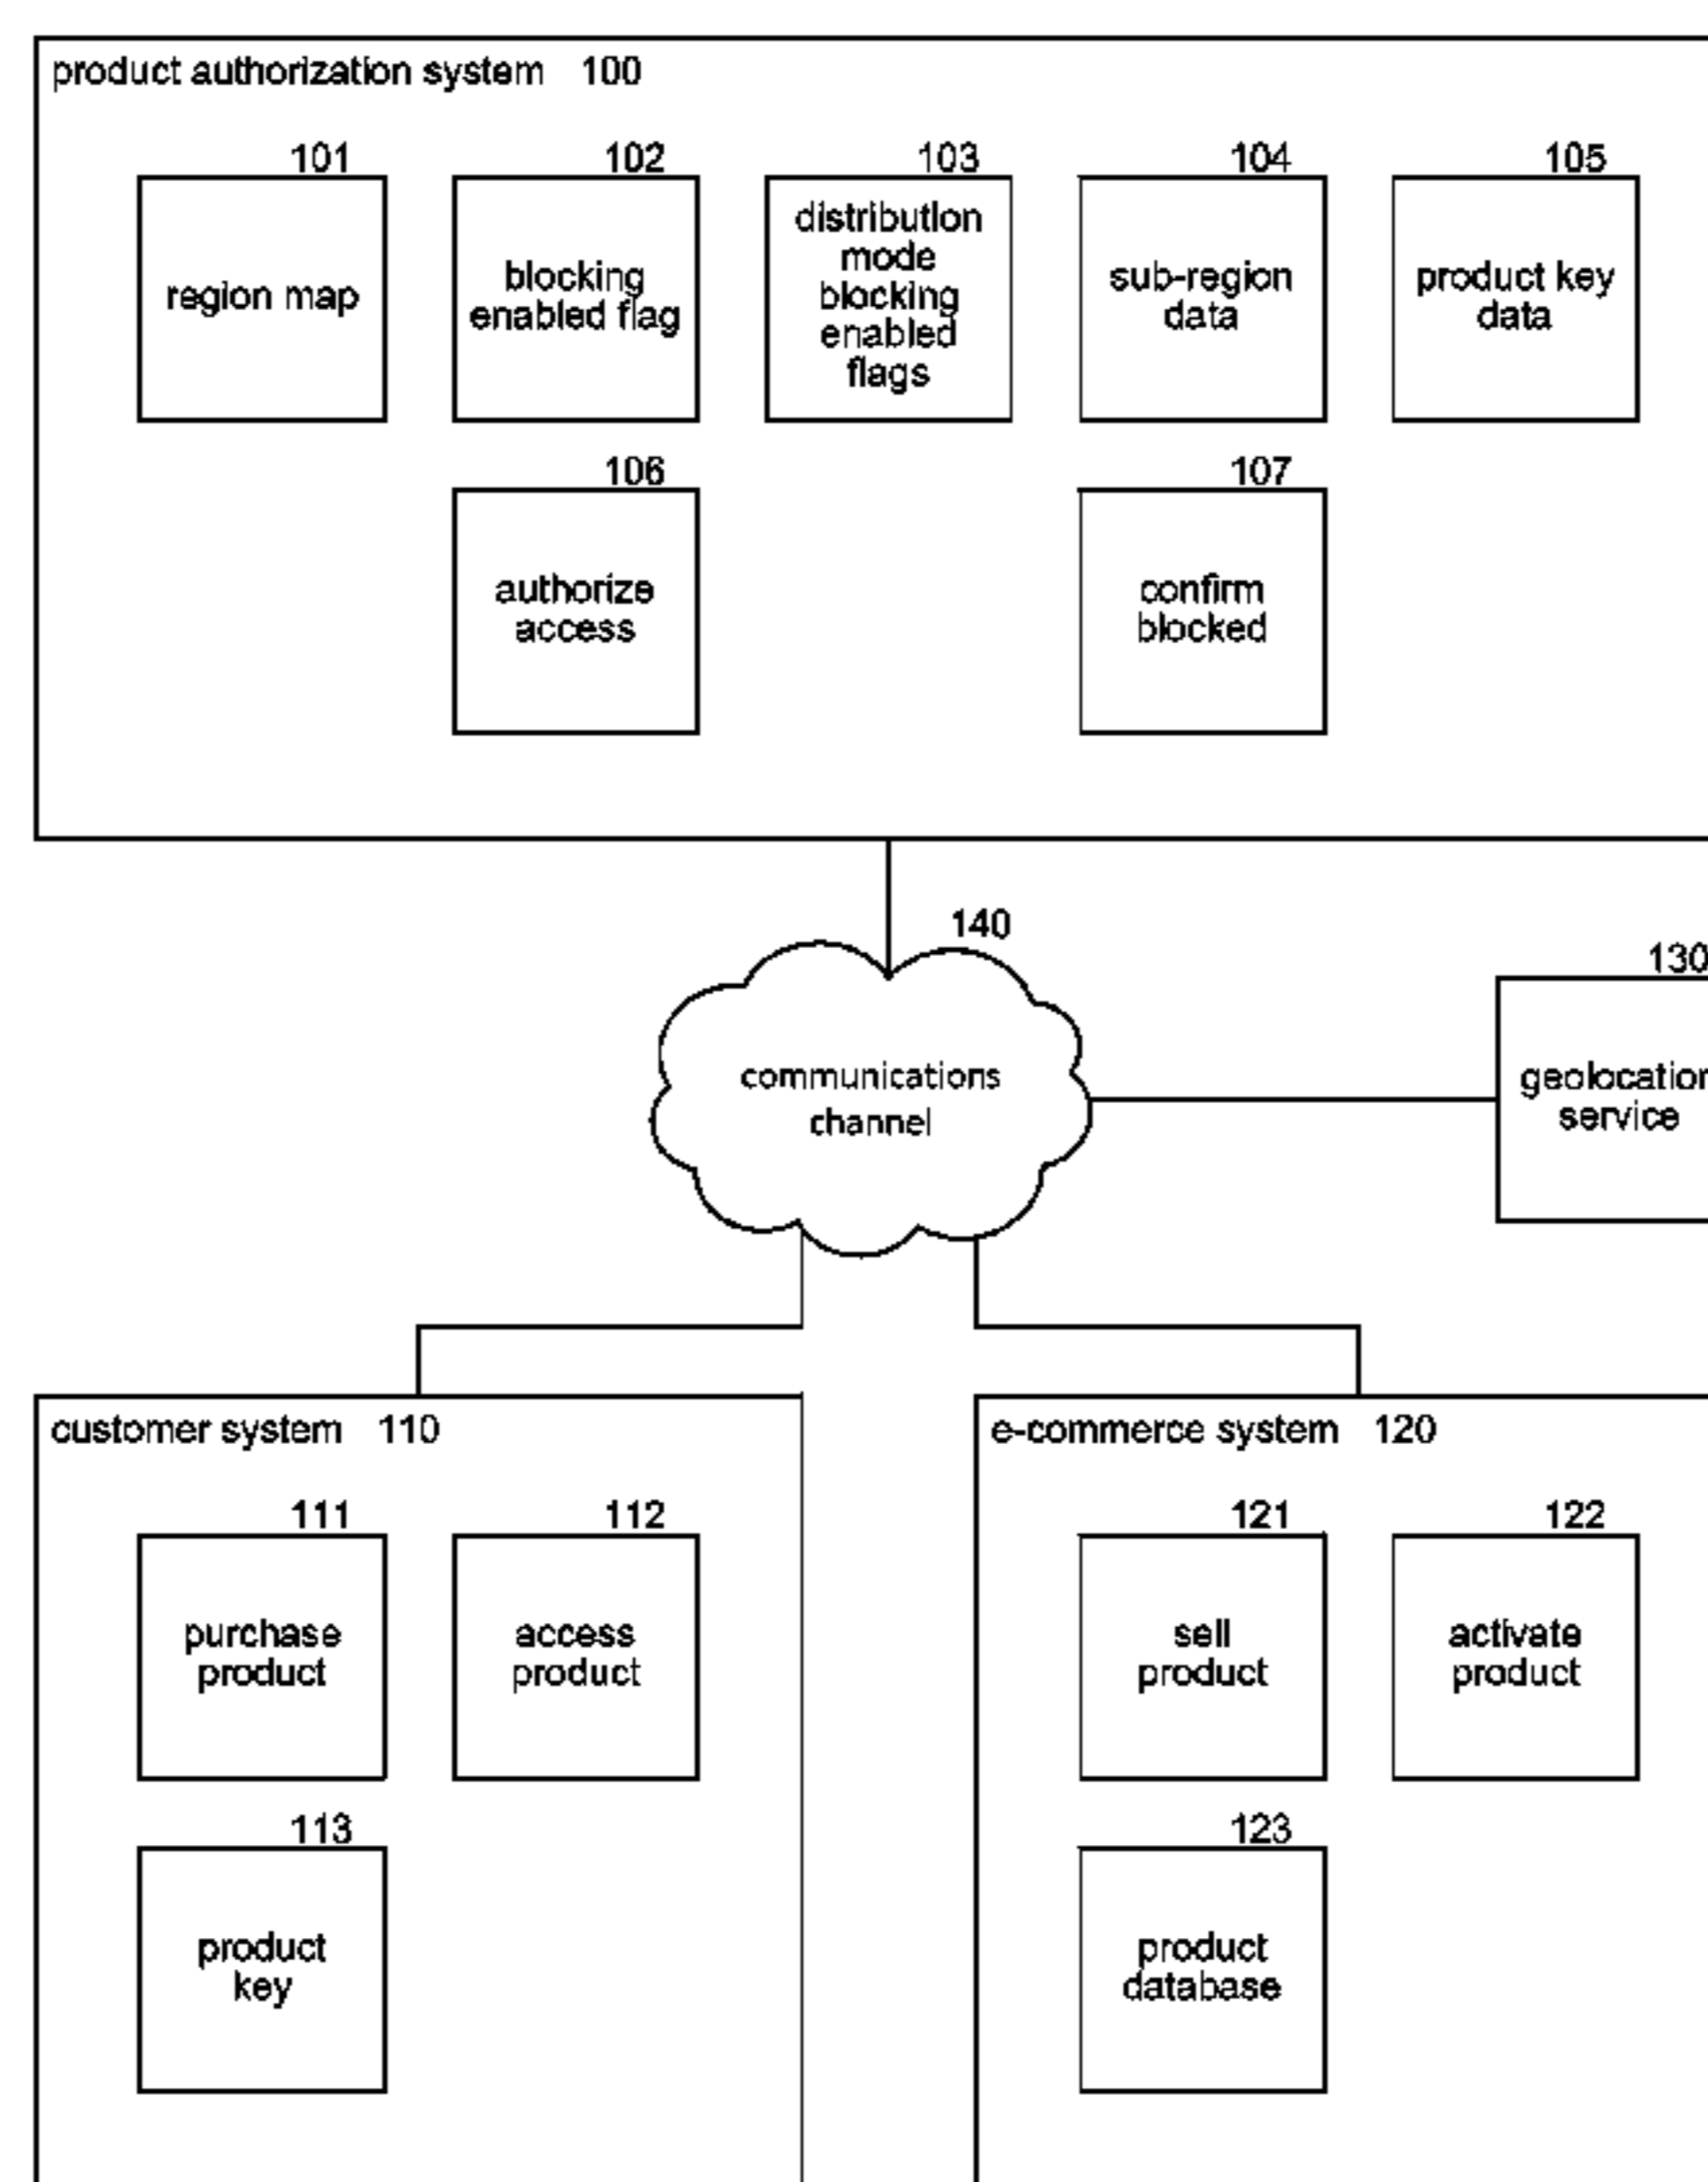 product authorization system 100
101
region map
102
blocking
enabled flag
103
distribution
mode
blocking
enabled
flags
104
sub-region
data
105
product key
data
106
authorize
access
107
confirm
blocked
140
communications
channel
130
geolocation
service
customer system 110
111
purchase
product
112
access
product
113
product
key
e-commerce system 120
121
sell
product
122
activate
product
123
product
database